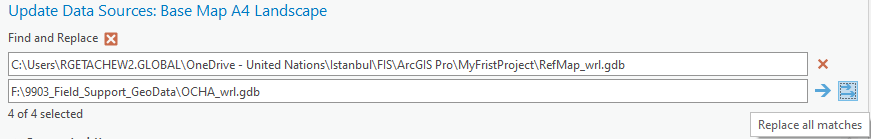 Update Data Sources: Base Map A4 Landscape
Find and Replace
C:\Users\RGETACHEW2.GLOBAL\OneDrive - United Nations\Istanbul\FIS\ArcGIS Pro\MyFristProject\RefMap_wrl.gdb
F:\9903_Field_Support_GeoData\OCHA_wrl.gdb
4 of 4 selected
Replace all matches